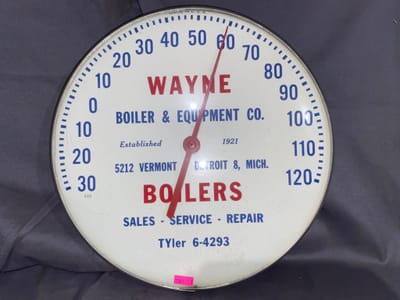 30 20 10 0 10 20 30 40 50 60 70 80 90 100 110 120
WAYNE
BOILER & EQUIPMENT CO.
Established 1921
5212 VERMONT DETROIT 8, MICH.
BOILERS
SALES - SERVICE - REPAIR
TYler 6-4293